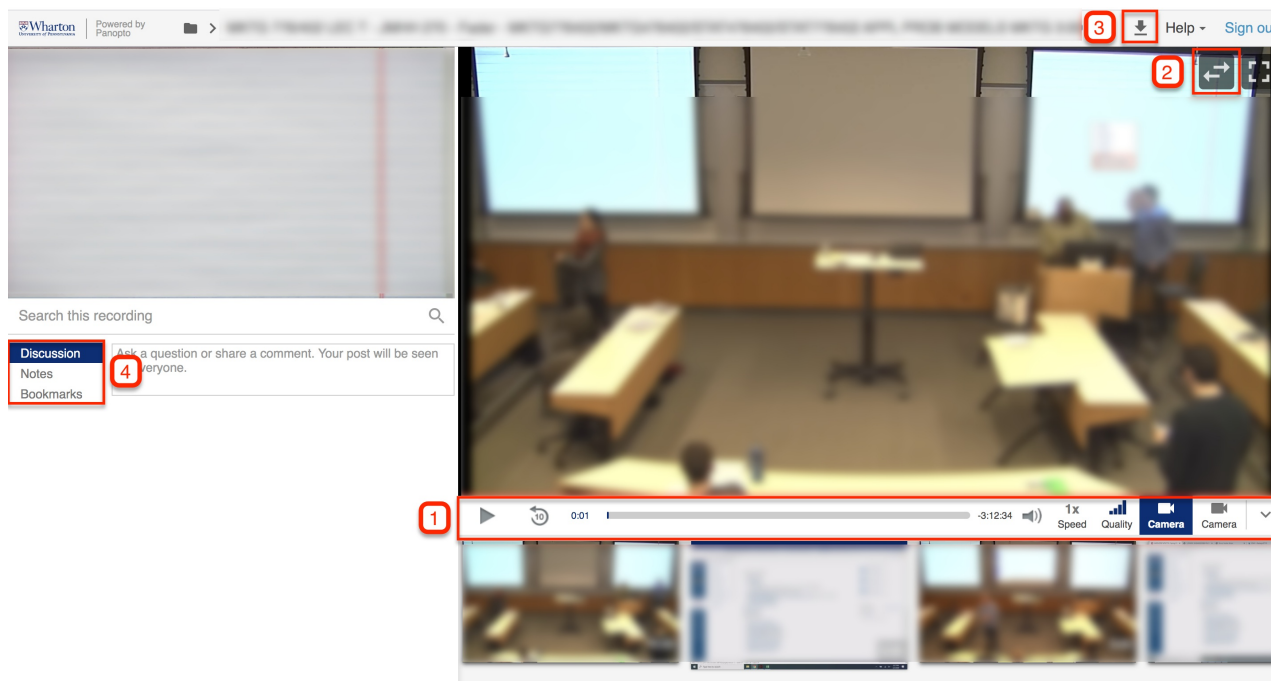 Wharton
UNIVERSITY of PENNSYLVANIA
Powered by
Panopto
3
Help
Sign ou
2
Search this recording
Discussion
Notes
Bookmarks
4
Ask a question or share a comment. Your post will be seen
everyone.
1
10
0:01
-3:12:34
1x
Speed
Quality
Camera
Camera